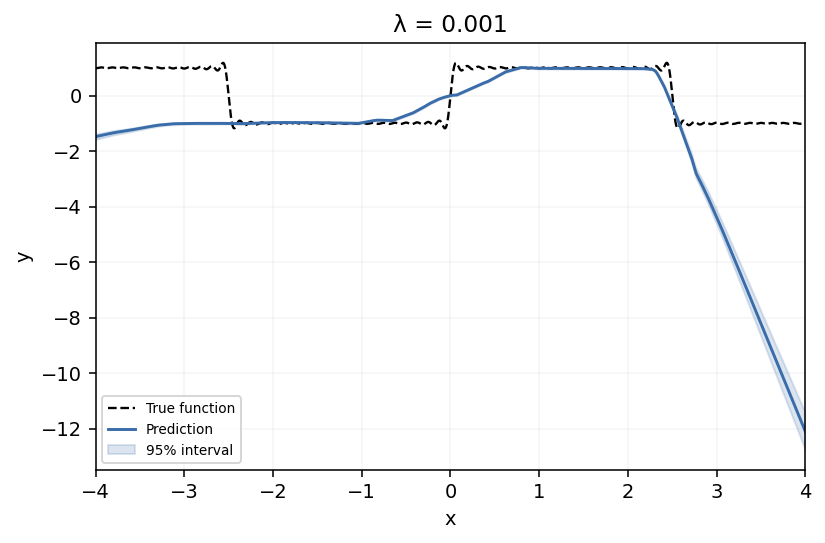 λ = 0.001
y
0
−2
−4
−6
−8
−10
−12
True function
Prediction
95% interval
−4 −3 −2 −1 0 1 2 3 4
x